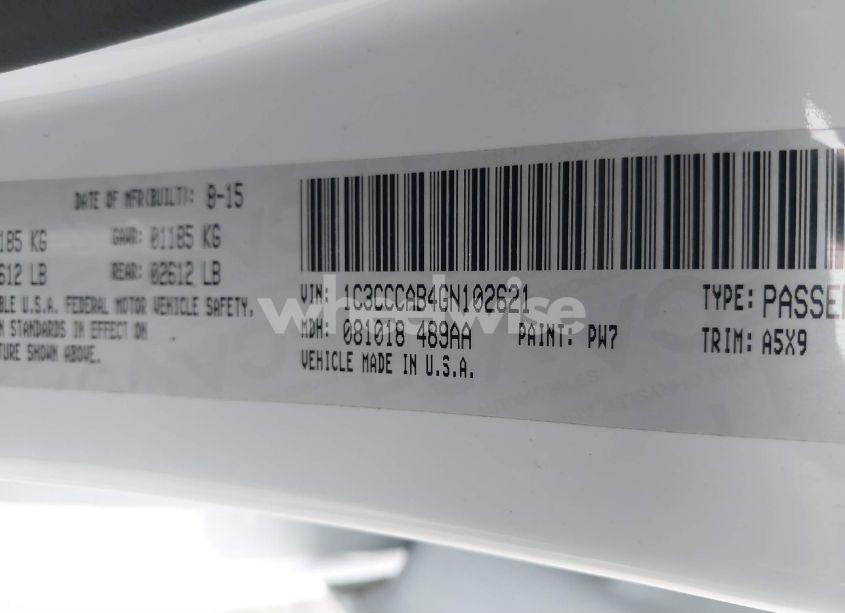 DATE OF MFR(BUILT): 8-15
185 KG GAWR: 01185 KG
612 LB REAR: 02612 LB
BLE U.S.A. FEDERAL MOTOR VEHICLE SAFETY,
N STANDARDS IN EFFECT ON
TURE SHOWN ABOVE.
VIN: 1C3CCCAB4GN102621 TYPE: PASSE
MDH: 081018 489AA PAINT: PW7 TRIM: A5X9
VEHICLE MADE IN U.S.A.
wheelwise